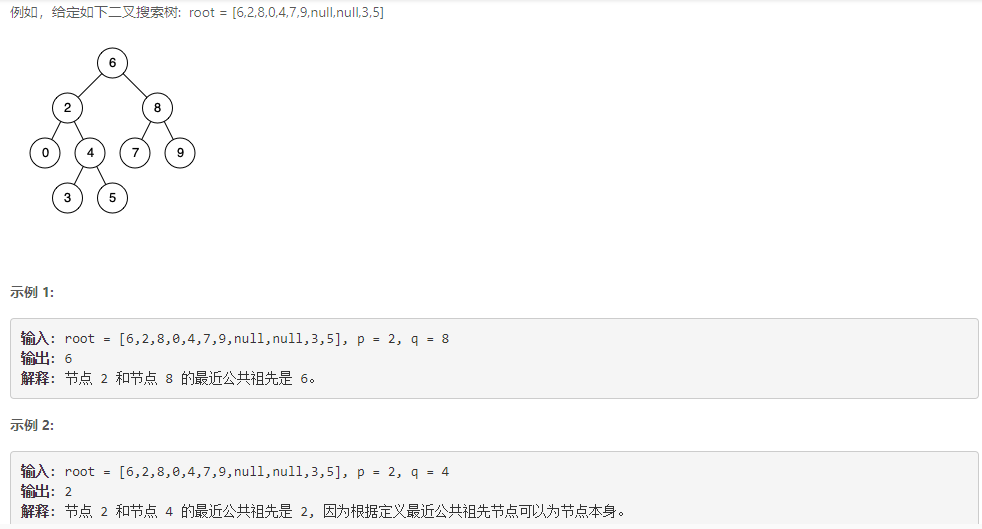 例如，给定如下二叉搜索树:  root = [6,2,8,0,4,7,9,null,null,3,5]
6
2 8
0 4 7 9
3 5
示例 1:
输入: root = [6,2,8,0,4,7,9,null,null,3,5], p = 2, q = 8
输出: 6
解释: 节点 2 和节点 8 的最近公共祖先是 6。
示例 2:
输入: root = [6,2,8,0,4,7,9,null,null,3,5], p = 2, q = 4
输出: 2
解释: 节点 2 和节点 4 的最近公共祖先是 2, 因为根据定义最近公共祖先节点可以为节点本身。